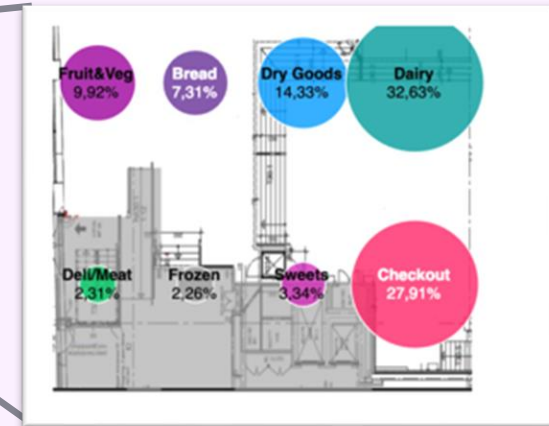 Fruit&Veg
9,92%
Bread
7,31%
Dry Goods
14,33%
Dairy
32,63%
Deli/Meat
2,31%
Frozen
2,26%
Sweets
3,34%
Checkout
27,91%